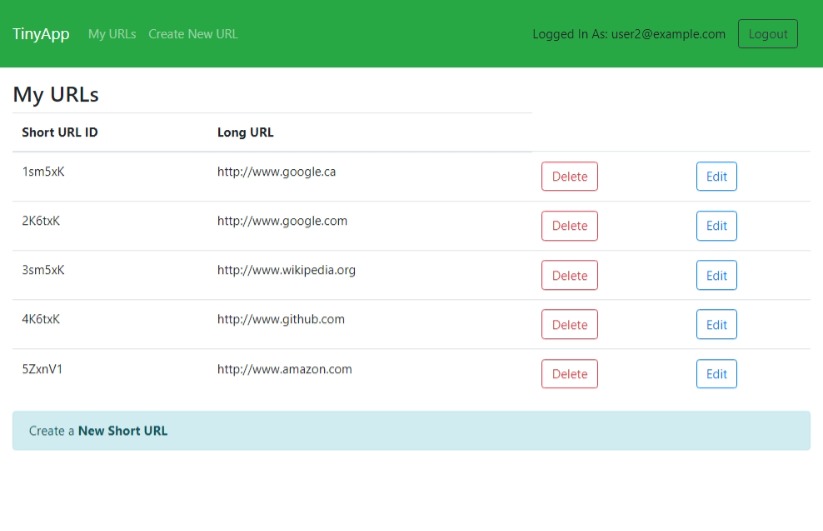 TinyApp My URLs Create New URL Logged In As: user2@example.com Logout
My URLs
Short URL ID Long URL
1sm5xK http://www.google.ca Delete Edit
2K6txK http://www.google.com Delete Edit
3sm5xK http://www.wikipedia.org Delete Edit
4K6txK http://www.github.com Delete Edit
5ZxnV1 http://www.amazon.com Delete Edit
Create a New Short URL